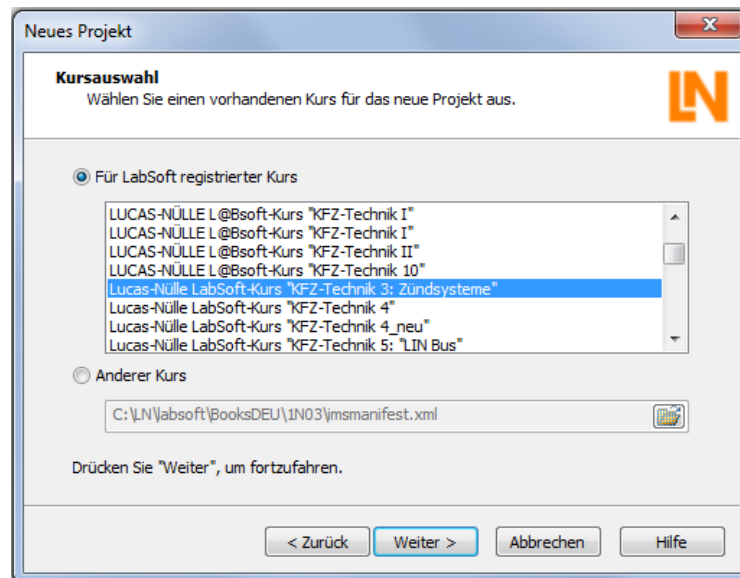 Neues Projekt
Kursauswahl
Wählen Sie einen vorhandenen Kurs für das neue Projekt aus.
LN
Für LabSoft registrierter Kurs
LUCAS-NÜLLE L@Bsoft-Kurs "KFZ-Technik I"
LUCAS-NÜLLE L@Bsoft-Kurs "KFZ-Technik I"
LUCAS-NÜLLE L@Bsoft-Kurs "KFZ-Technik II"
LUCAS-NÜLLE L@Bsoft-Kurs "KFZ-Technik 10"
Lucas-Nülle LabSoft-Kurs "KFZ-Technik 3: Zündsysteme"
Lucas-Nülle LabSoft-Kurs "KFZ-Technik 4"
Lucas-Nülle LabSoft-Kurs "KFZ-Technik 4_neu"
Lucas-Nülle LabSoft-Kurs "KFZ-Technik 5: "LIN Bus"
Anderer Kurs
C:\LN\labsoft\BooksDEU\1N03\imsmanifest.xml
Drücken Sie "Weiter", um fortzufahren.
< Zurück Weiter > Abbrechen Hilfe